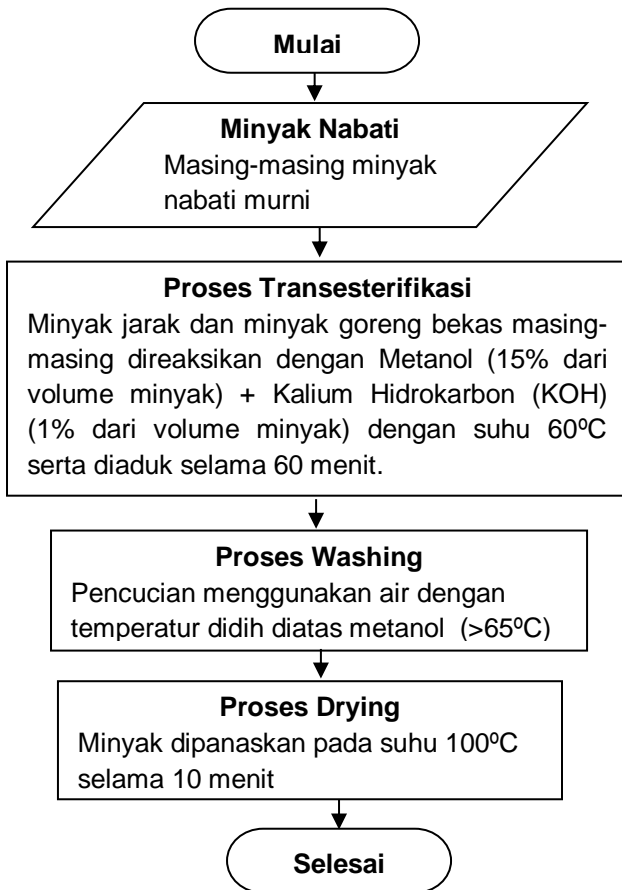 Mulai
Minyak Nabati
Masing-masing minyak
nabati murni
Proses Transesterifikasi
Minyak jarak dan minyak goreng bekas masing-
masing direaksikan dengan Metanol (15% dari
volume minyak) + Kalium Hidrokarbon (KOH)
(1% dari volume minyak) dengan suhu 60ºC
serta diaduk selama 60 menit.
Proses Washing
Pencucian menggunakan air dengan
temperatur didih diatas metanol (>65ºC)
Proses Drying
Minyak dipanaskan pada suhu 100ºC
selama 10 menit
Selesai